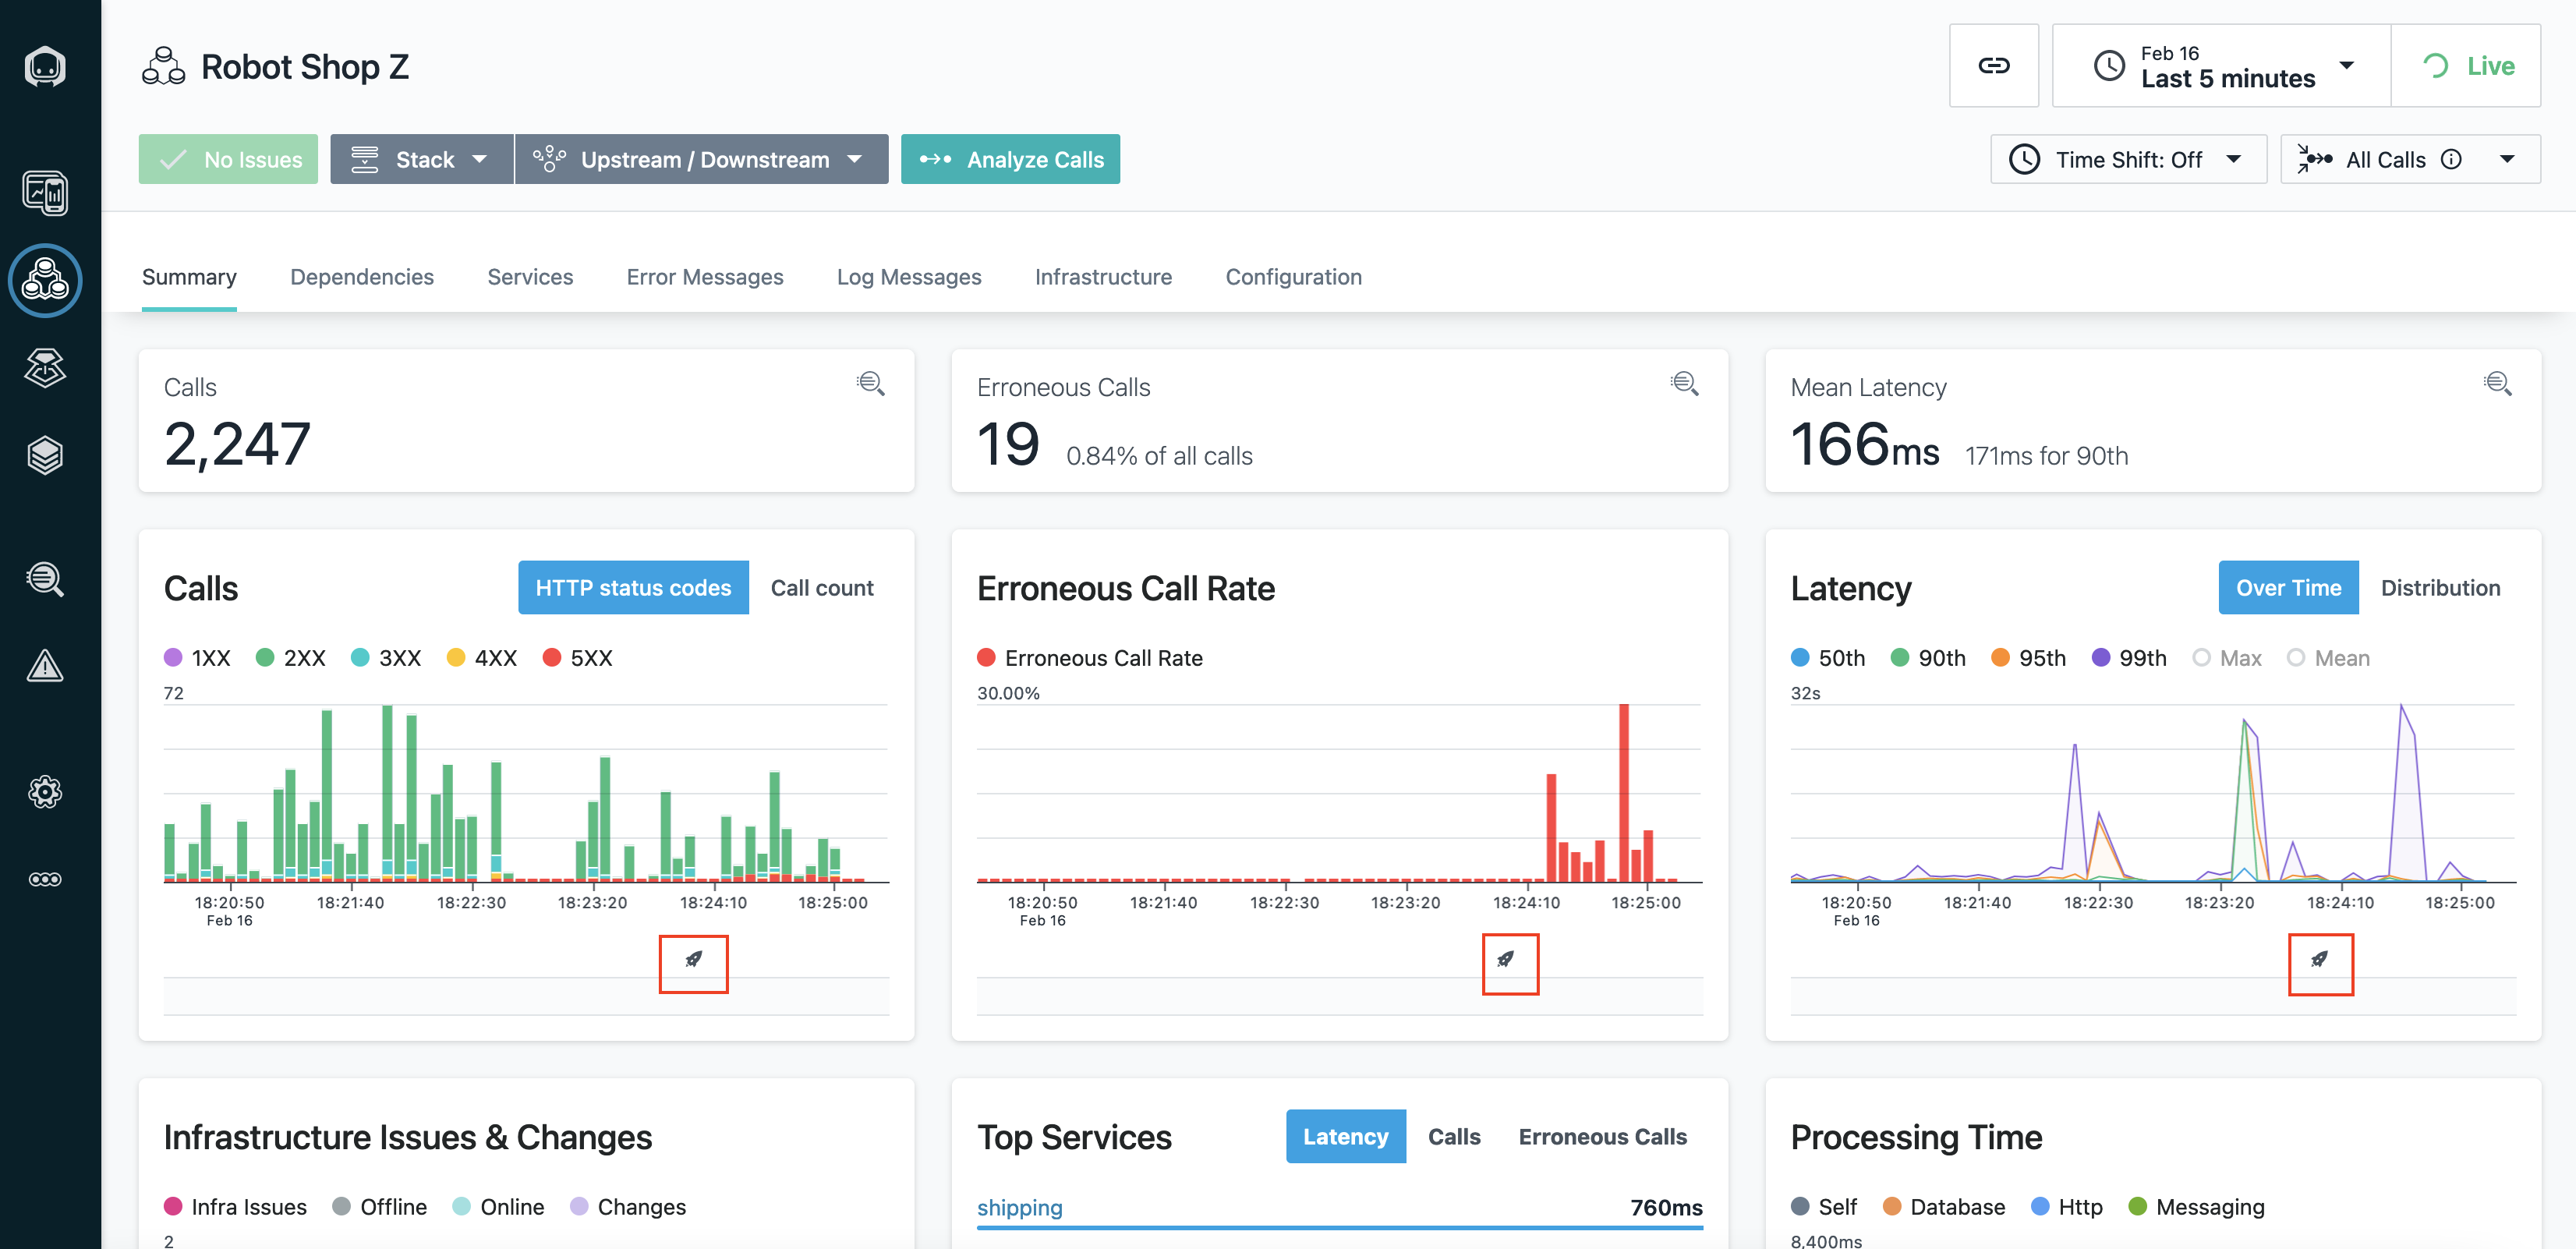 Robot Shop Z
Feb 16
Last 5 minutes
Live
No Issues
Stack
Upstream / Downstream
Analyze Calls
Time Shift: Off
All Calls
Summary
Dependencies
Services
Error Messages
Log Messages
Infrastructure
Configuration
Calls
2,247
Erroneous Calls
19 0.84% of all calls
Mean Latency
166ms 171ms for 90th
Calls
HTTP status codes
Call count
1XX 2XX 3XX 4XX 5XX
72
18:20:50 18:21:40 18:22:30 18:23:20 18:24:10 18:25:00
Feb 16
Erroneous Call Rate
Erroneous Call Rate
30.00%
18:20:50 18:21:40 18:22:30 18:23:20 18:24:10 18:25:00
Feb 16
Latency
Over Time
Distribution
50th 90th 95th 99th Max Mean
32s
18:20:50 18:21:40 18:22:30 18:23:20 18:24:10 18:25:00
Feb 16
Infrastructure Issues & Changes
Infra Issues Offline Online Changes
2
Top Services
Latency
Calls
Erroneous Calls
shipping 760ms
Processing Time
Self Database Http Messaging
8,400ms